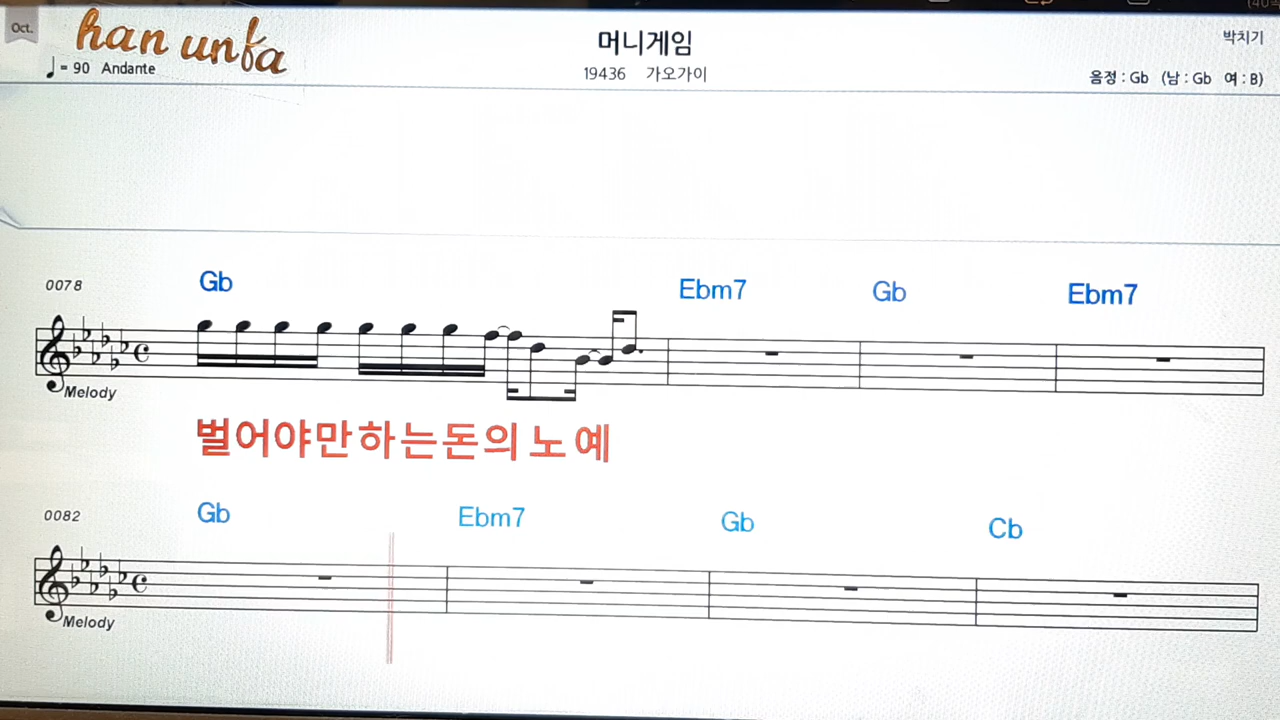 Oct.
han unfa
♩= 90 Andante
머니게임
19436 가오가이
박치기
음정 : Gb (남 : Gb 여 : B)
0078
Gb Ebm7 Gb Ebm7
Melody
벌어야만하는돈의 노 예
0082
Gb Ebm7 Gb Cb
Melody